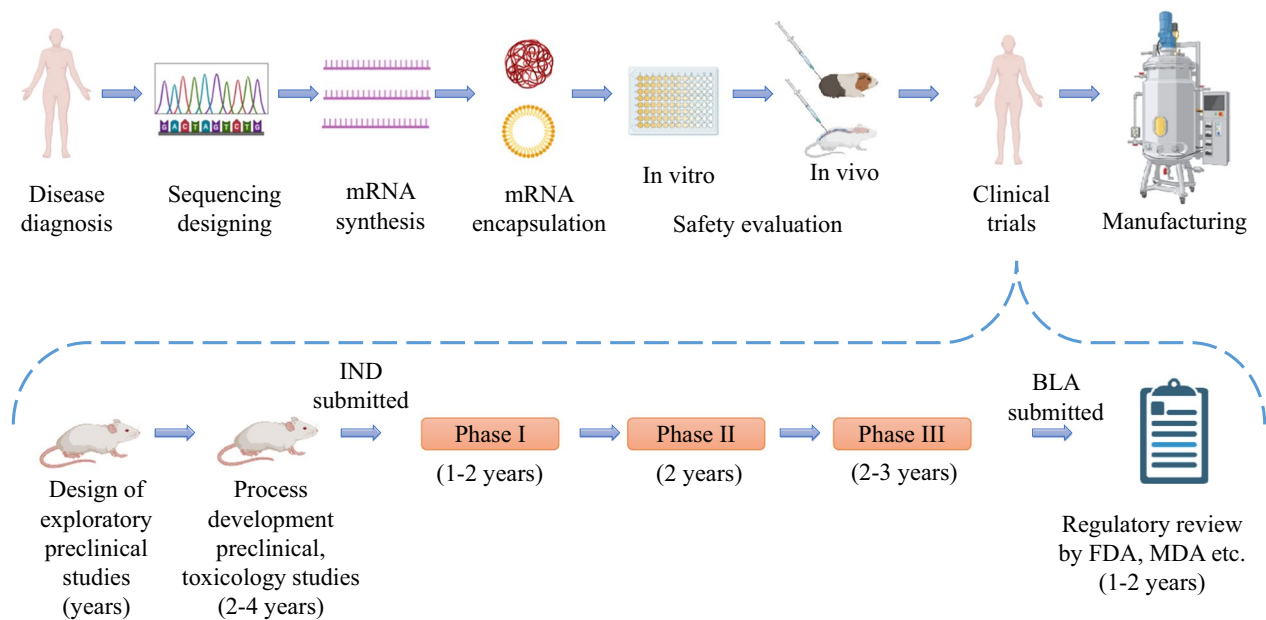 G A C T A G T C T G
Disease
diagnosis
Sequencing
designing
mRNA
synthesis
mRNA
encapsulation
In vitro
In vivo
Safety evaluation
Clinical
trials
Manufacturing
IND
submitted
BLA
submitted
Phase I
(1-2 years)
Phase II
(2 years)
Phase III
(2-3 years)
Design of
exploratory
preclinical
studies
(years)
Process
development
preclinical,
toxicology studies
(2-4 years)
Regulatory review
by FDA, MDA etc.
(1-2 years)